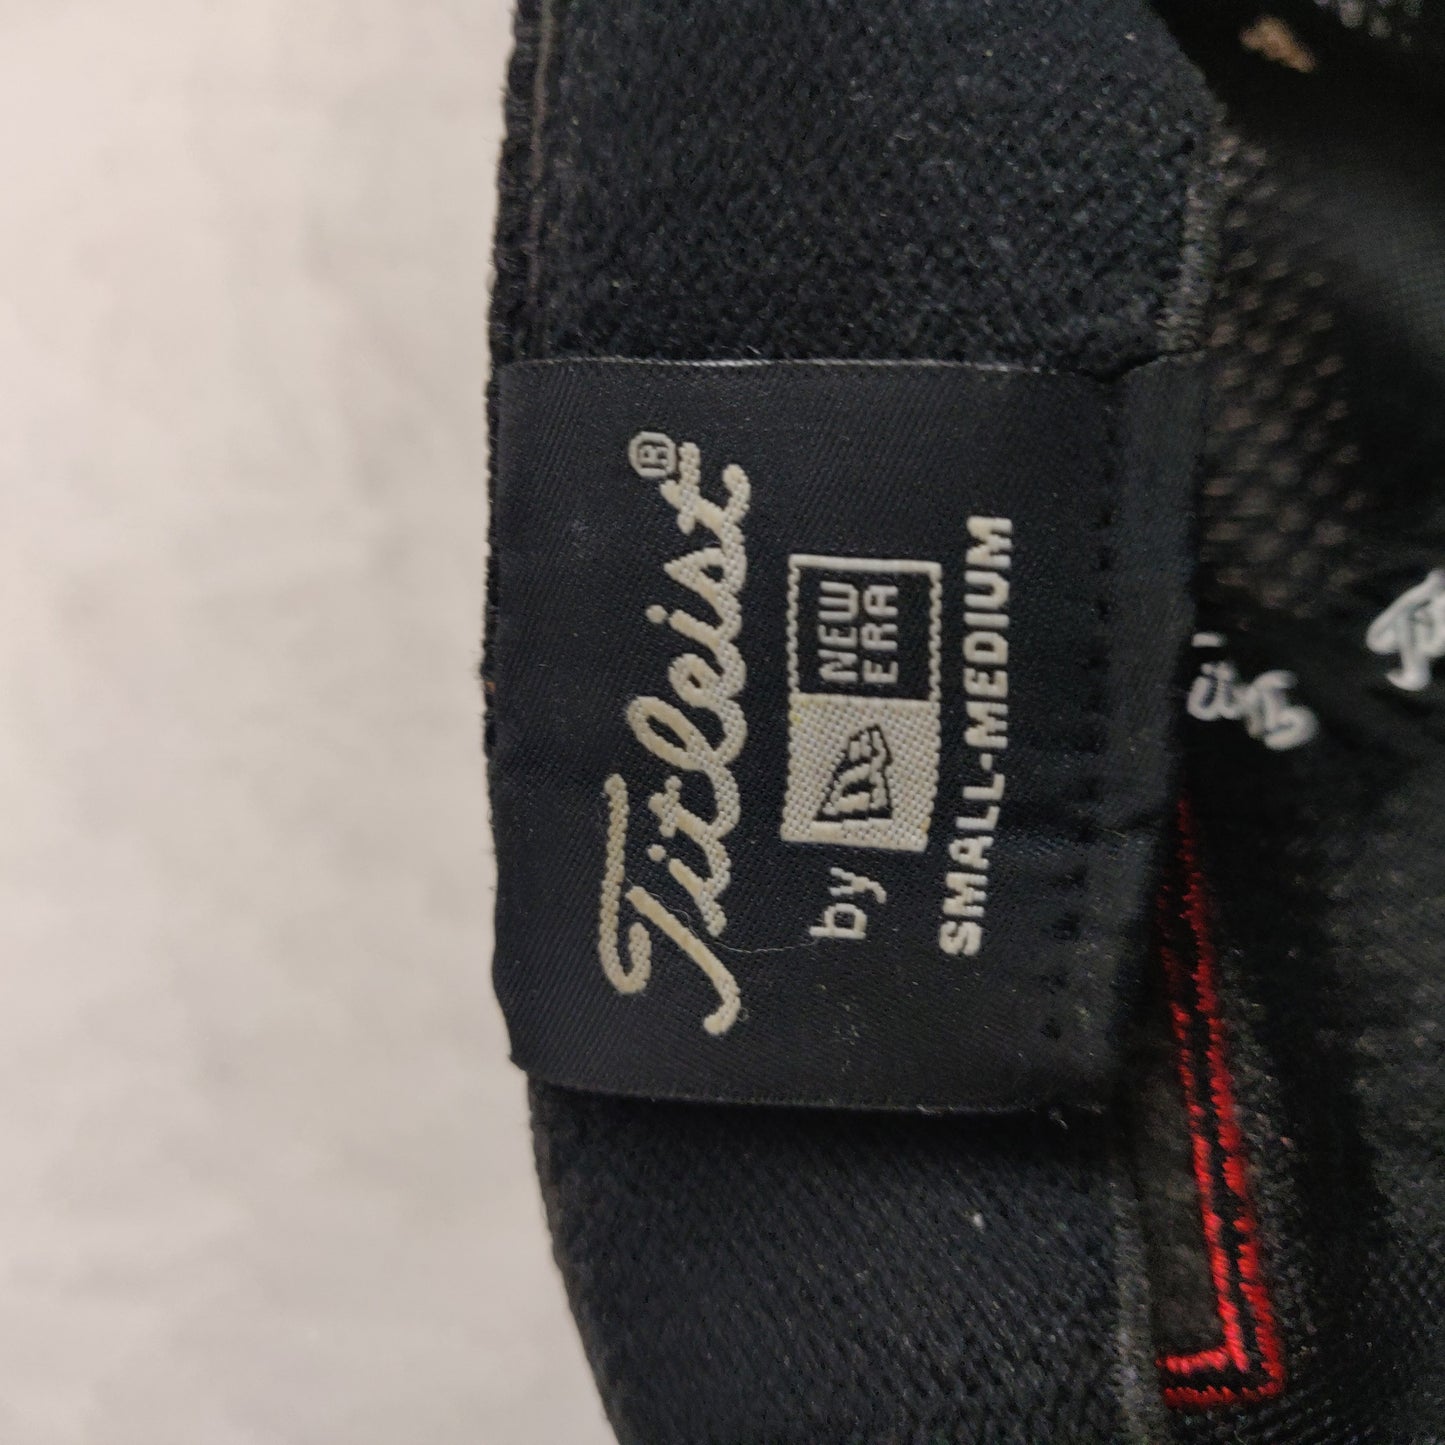 Titleist®
by NEW ERA
SMALL-MEDIUM